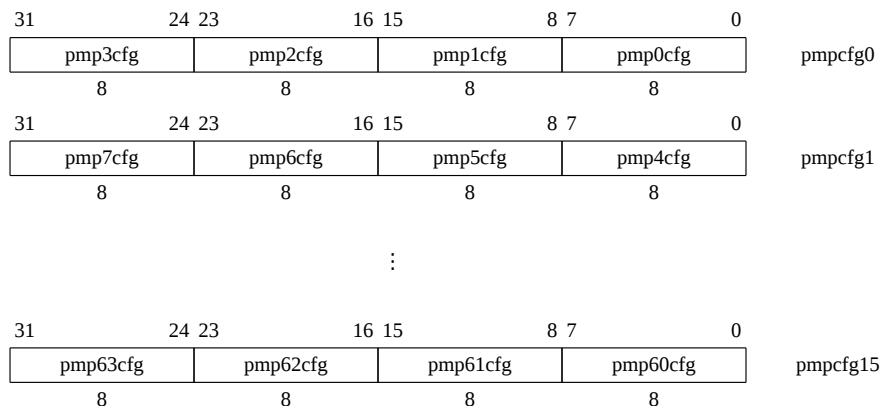 31 24 23 16 15 8 7 0
pmp3cfg pmp2cfg pmp1cfg pmp0cfg pmpcfg0
8 8 8 8
31 24 23 16 15 8 7 0
pmp7cfg pmp6cfg pmp5cfg pmp4cfg pmpcfg1
8 8 8 8
⋮
31 24 23 16 15 8 7 0
pmp63cfg pmp62cfg pmp61cfg pmp60cfg pmpcfg15
8 8 8 8